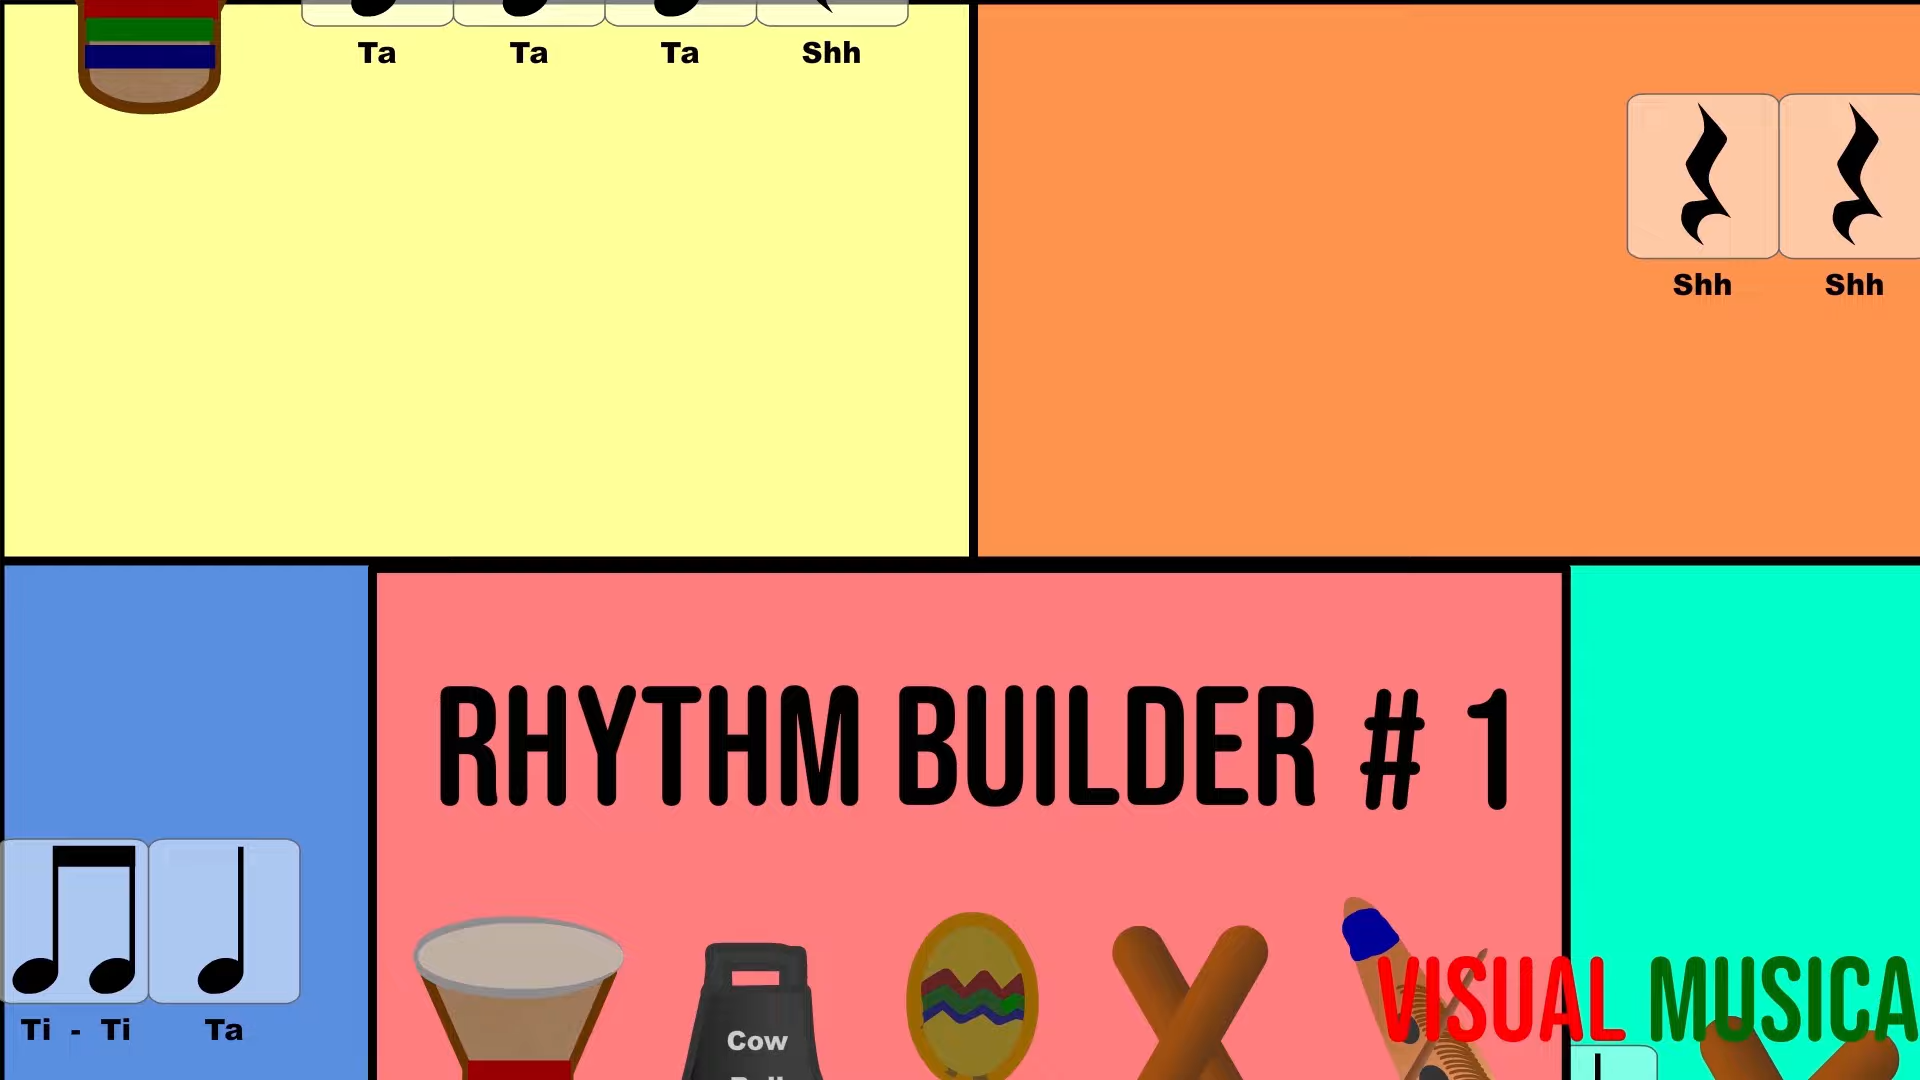 Ta Ta Ta Shh
Shh Shh
RHYTHM BUILDER # 1
Ti - Ti Ta
Cow
VISUAL MUSICA